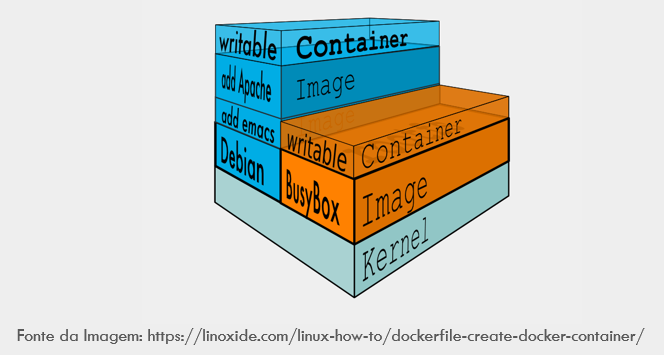 writable Container
add Apache Image
add emacs Image
Debian
writable Container
BusyBox Image
Kernel
Fonte da Imagem: https://linoxide.com/linux-how-to/dockerfile-create-docker-container/